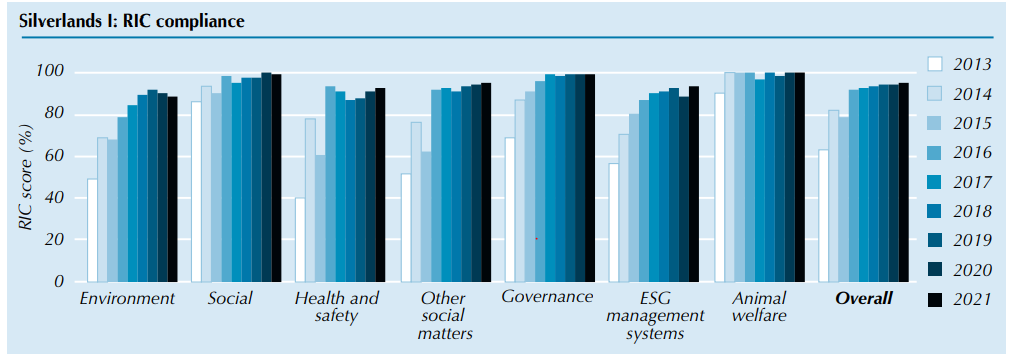 Silverlands I: RIC compliance
RIC score (%)
100
80
60
40
20
0
Environment
Social
Health and
safety
Other
social
matters
Governance
ESG
management
systems
Animal
welfare
Overall
2013
2014
2015
2016
2017
2018
2019
2020
2021